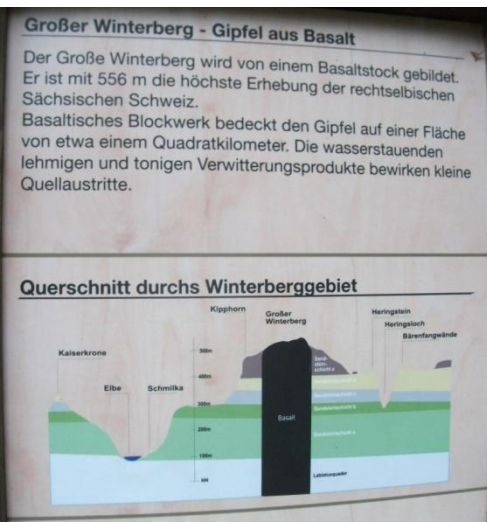 Großer Winterberg - Gipfel aus Basalt
Der Große Winterberg wird von einem Basaltstock gebildet.
Er ist mit 556 m die höchste Erhebung der rechtselbischen
Sächsischen Schweiz.
Basaltisches Blockwerk bedeckt den Gipfel auf einer Fläche
von etwa einem Quadratkilometer. Die wasserstauenden
lehmigen und tonigen Verwitterungsprodukte bewirken kleine
Quellaustritte.
Querschnitt durchs Winterberggebiet
Kipphorn
Großer
Winterberg
Heringstein
Heringsloch
Bärenfangwände
Kaiserkrone
Elbe
Schmilka
500m
400m
300m
200m
100m
NN
Basalt